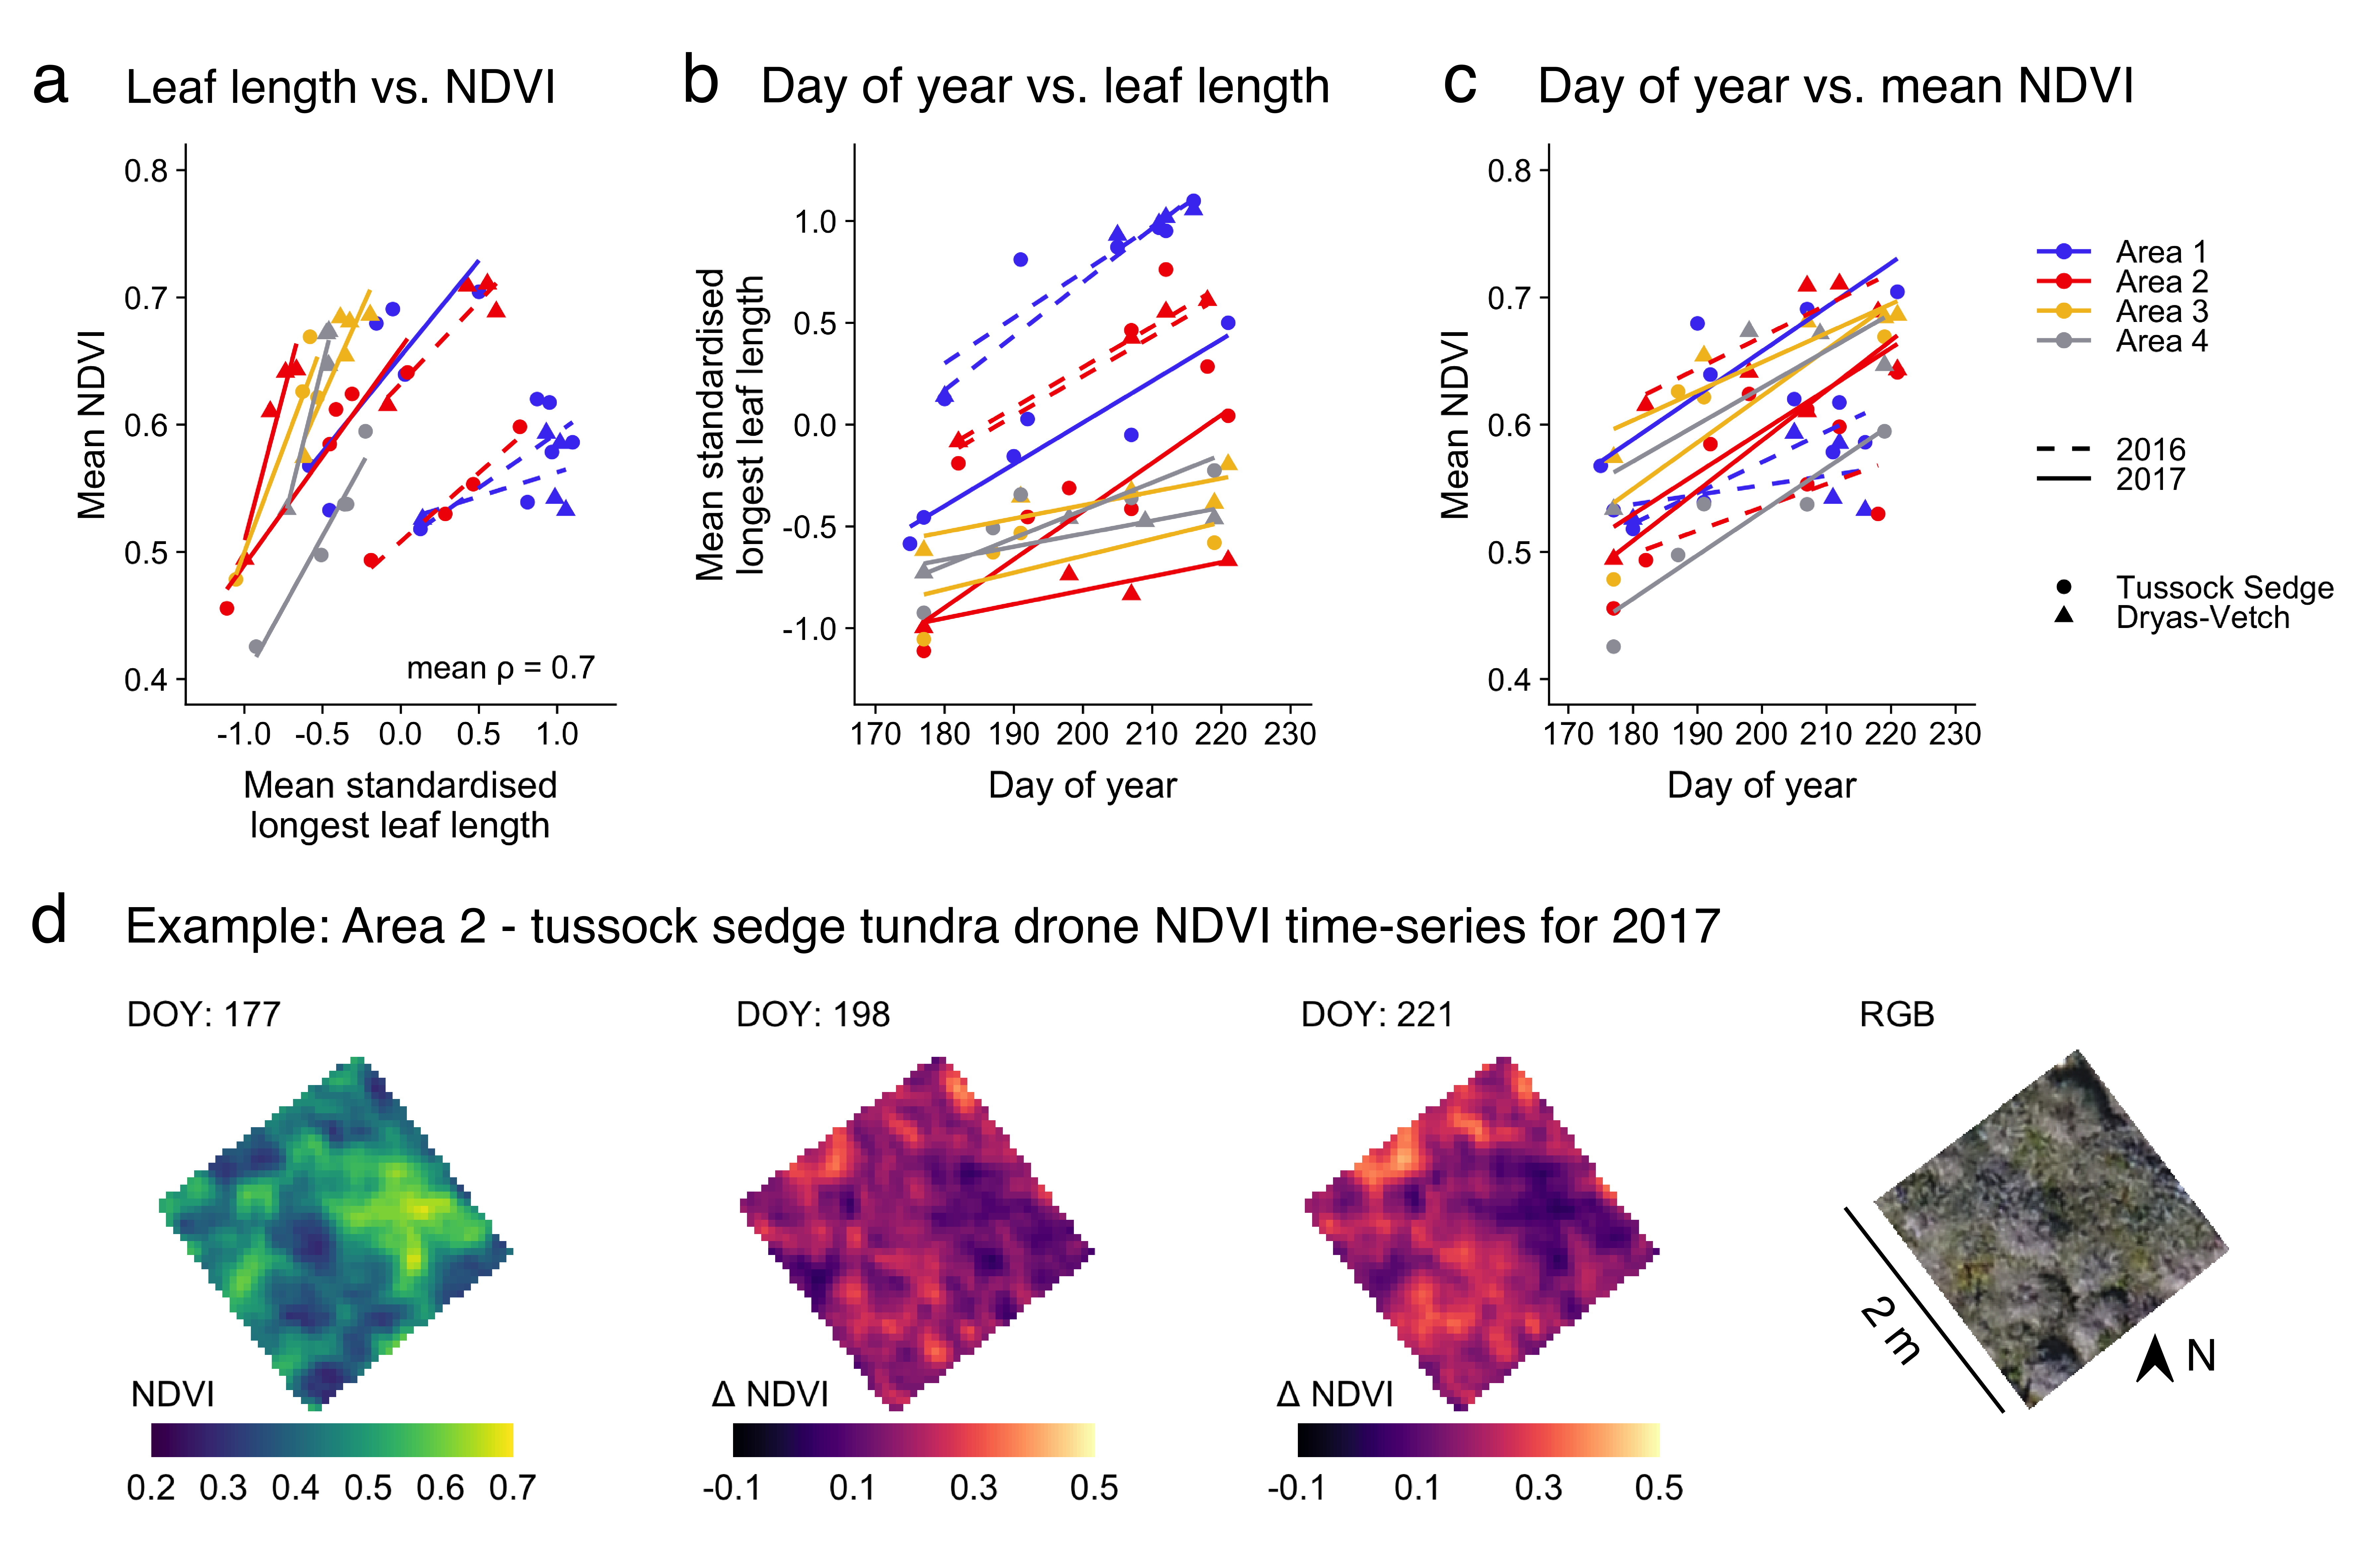 a Leaf length vs. NDVI
Mean NDVI
0.8
0.7
0.6
0.5
0.4
mean ρ = 0.7
-1.0 -0.5 0.0 0.5 1.0
Mean standardised
longest leaf length
b Day of year vs. leaf length
Mean standardised
longest leaf length
1.0
0.5
0.0
-0.5
-1.0
170 180 190 200 210 220 230
Day of year
c Day of year vs. mean NDVI
Mean NDVI
0.8
0.7
0.6
0.5
0.4
170 180 190 200 210 220 230
Day of year
Area 1
Area 2
Area 3
Area 4
2016
2017
Tussock Sedge
Dryas-Vetch
d Example: Area 2 - tussock sedge tundra drone NDVI time-series for 2017
DOY: 177
NDVI
0.2 0.3 0.4 0.5 0.6 0.7
DOY: 198
Δ NDVI
-0.1 0.1 0.3 0.5
DOY: 221
Δ NDVI
-0.1 0.1 0.3 0.5
RGB
2 m
N